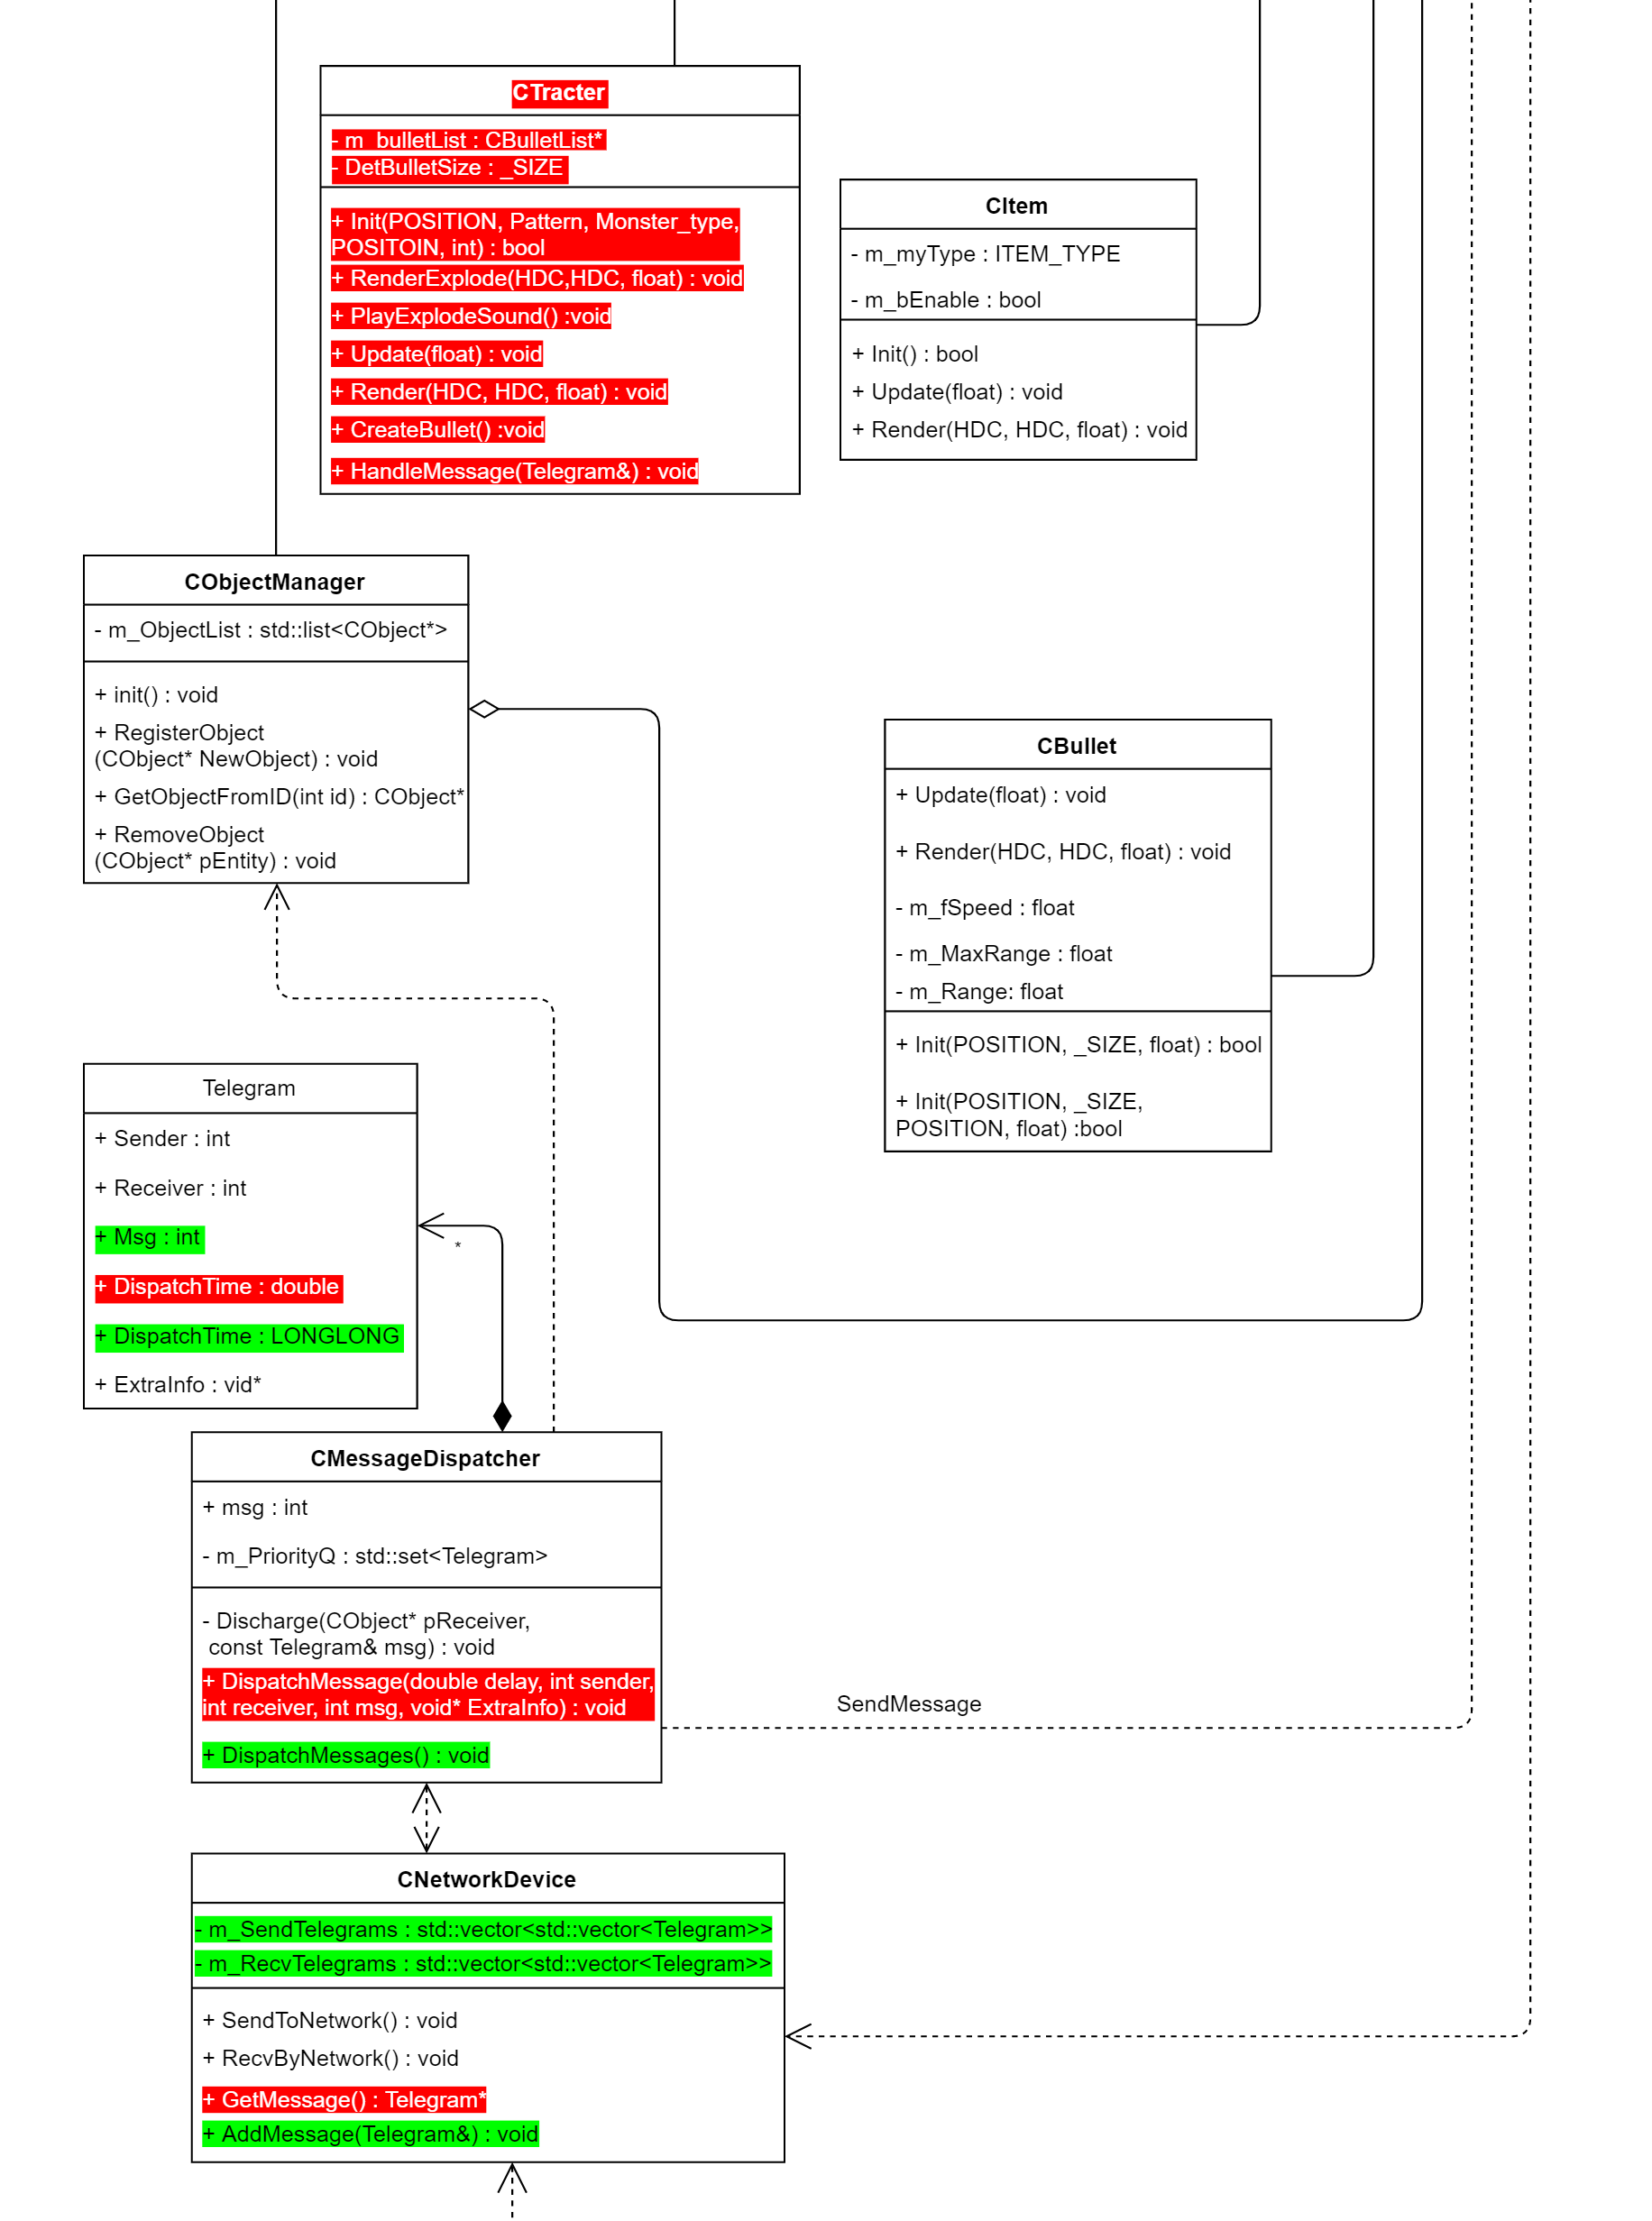 CTracter
- m_bulletList : CBulletList*
- DetBulletSize : _SIZE
+ Init(POSITION, Pattern, Monster_type,
POSITOIN, int) : bool
+ RenderExplode(HDC,HDC, float) : void
+ PlayExplodeSound() :void
+ Update(float) : void
+ Render(HDC, HDC, float) : void
+ CreateBullet() :void
+ HandleMessage(Telegram&) : void
CItem
- m_myType : ITEM_TYPE
- m_bEnable : bool
+ Init() : bool
+ Update(float) : void
+ Render(HDC, HDC, float) : void
CObjectManager
- m_ObjectList : std::list<CObject*>
+ init() : void
+ RegisterObject
(CObject* NewObject) : void
+ GetObjectFromID(int id) : CObject*
+ RemoveObject
(CObject* pEntity) : void
CBullet
+ Update(float) : void
+ Render(HDC, HDC, float) : void
- m_fSpeed : float
- m_MaxRange : float
- m_Range: float
+ Init(POSITION, _SIZE, float) : bool
+ Init(POSITION, _SIZE,
POSITION, float) :bool
Telegram
+ Sender : int
+ Receiver : int
+ Msg : int
+ DispatchTime : double
+ DispatchTime : LONGLONG
+ ExtraInfo : vid*
*
CMessageDispatcher
+ msg : int
- m_PriorityQ : std::set<Telegram>
- Discharge(CObject* pReceiver,
const Telegram& msg) : void
+ DispatchMessage(double delay, int sender,
int receiver, int msg, void* ExtraInfo) : void
+ DispatchMessages() : void
SendMessage
CNetworkDevice
- m_SendTelegrams : std::vector<std::vector<Telegram>>
- m_RecvTelegrams : std::vector<std::vector<Telegram>>
+ SendToNetwork() : void
+ RecvByNetwork() : void
+ GetMessage() : Telegram*
+ AddMessage(Telegram&) : void